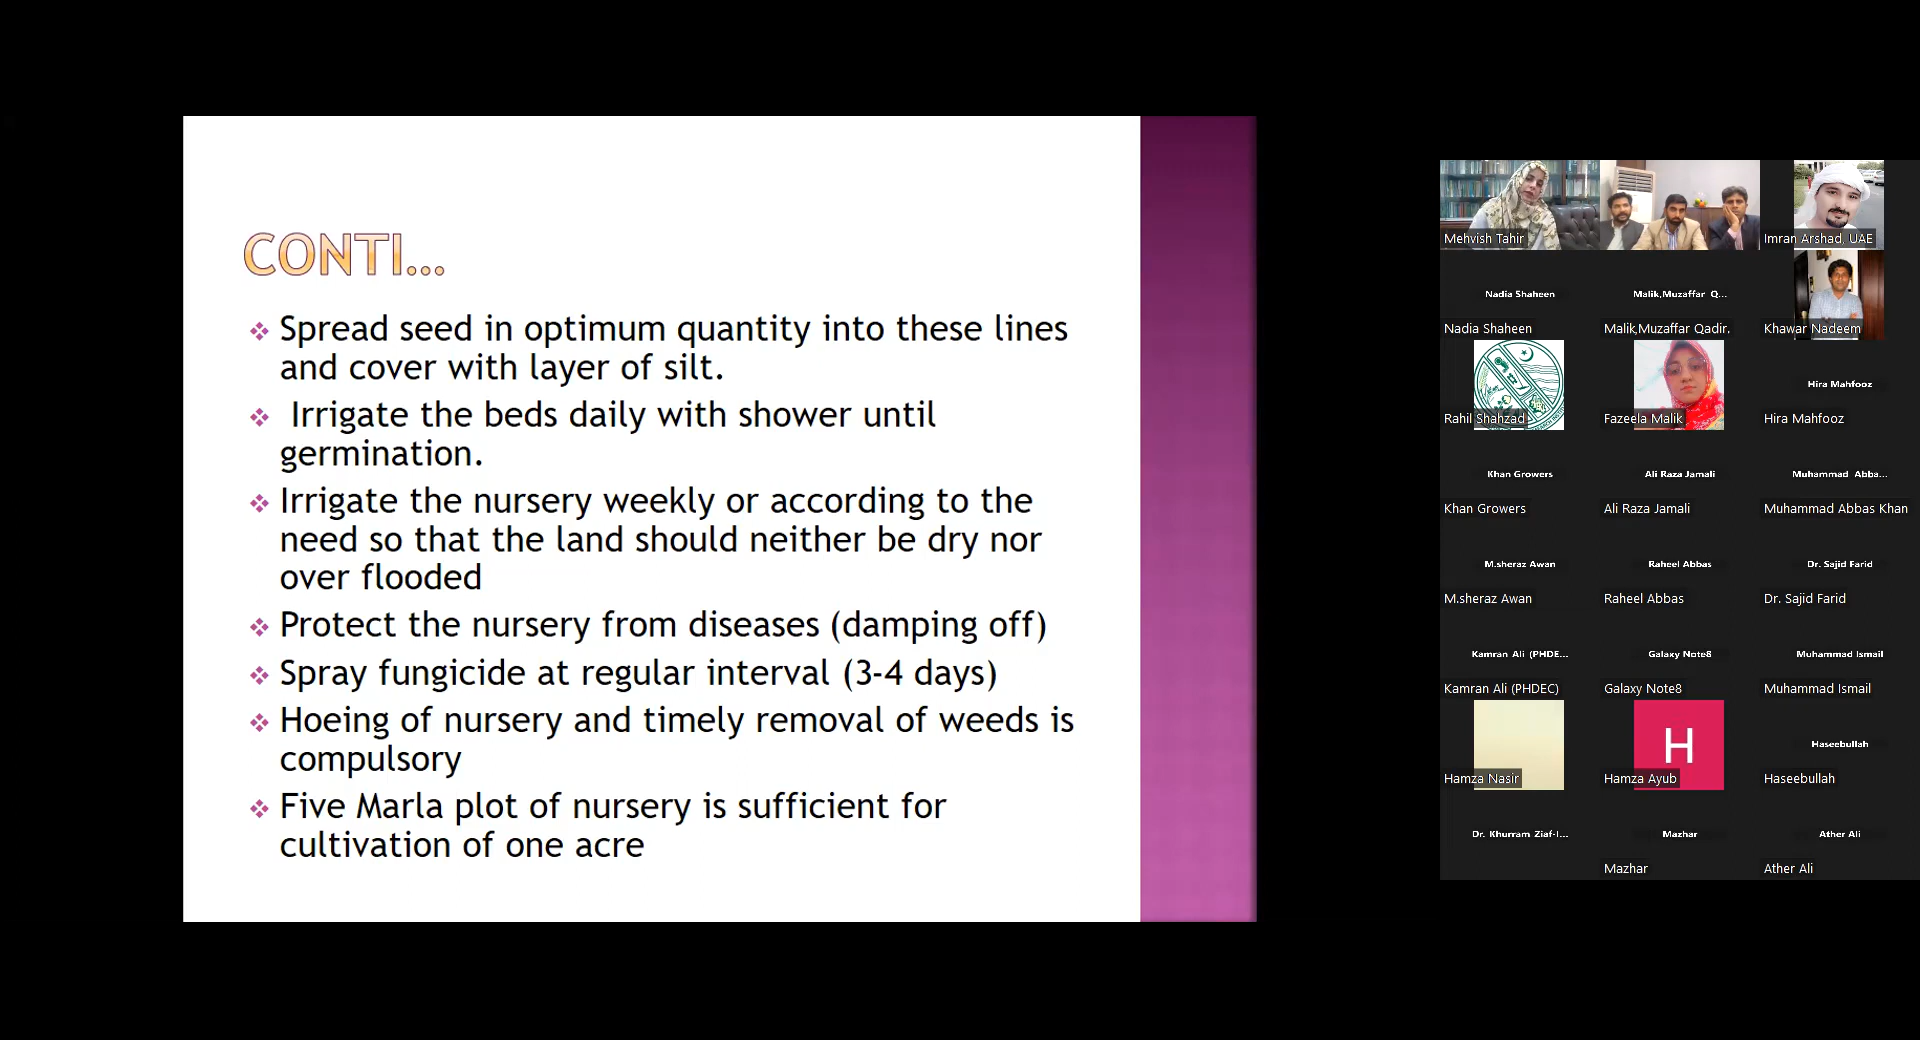 CONTI...
❖ Spread seed in optimum quantity into these lines
and cover with layer of silt.
❖ Irrigate the beds daily with shower until
germination.
❖ Irrigate the nursery weekly or according to the
need so that the land should neither be dry nor
over flooded
❖ Protect the nursery from diseases (damping off)
❖ Spray fungicide at regular interval (3-4 days)
❖ Hoeing of nursery and timely removal of weeds is
compulsory
❖ Five Marla plot of nursery is sufficient for
cultivation of one acre
Mehvish Tahir
Imran Arshad, UAE
Nadia Shaheen
Malik,Muzaffar Q...
Nadia Shaheen
Malik,Muzaffar Qadir.
Khawar Nadeem
Hira Mahfooz
Rahil Shahzad
Fazeela Malik
Hira Mahfooz
Khan Growers
Ali Raza Jamali
Muhammad Abba...
Khan Growers
Ali Raza Jamali
Muhammad Abbas Khan
M.sheraz Awan
Raheel Abbas
Dr. Sajid Farid
M.sheraz Awan
Raheel Abbas
Dr. Sajid Farid
Kamran Ali (PHDE...
Galaxy Note8
Muhammad Ismail
Kamran Ali (PHDEC)
Galaxy Note8
Muhammad Ismail
H
Haseebullah
Hamza Nasir
Hamza Ayub
Haseebullah
Dr. Khurram Ziaf-I...
Mazhar
Ather Ali
Mazhar
Ather Ali